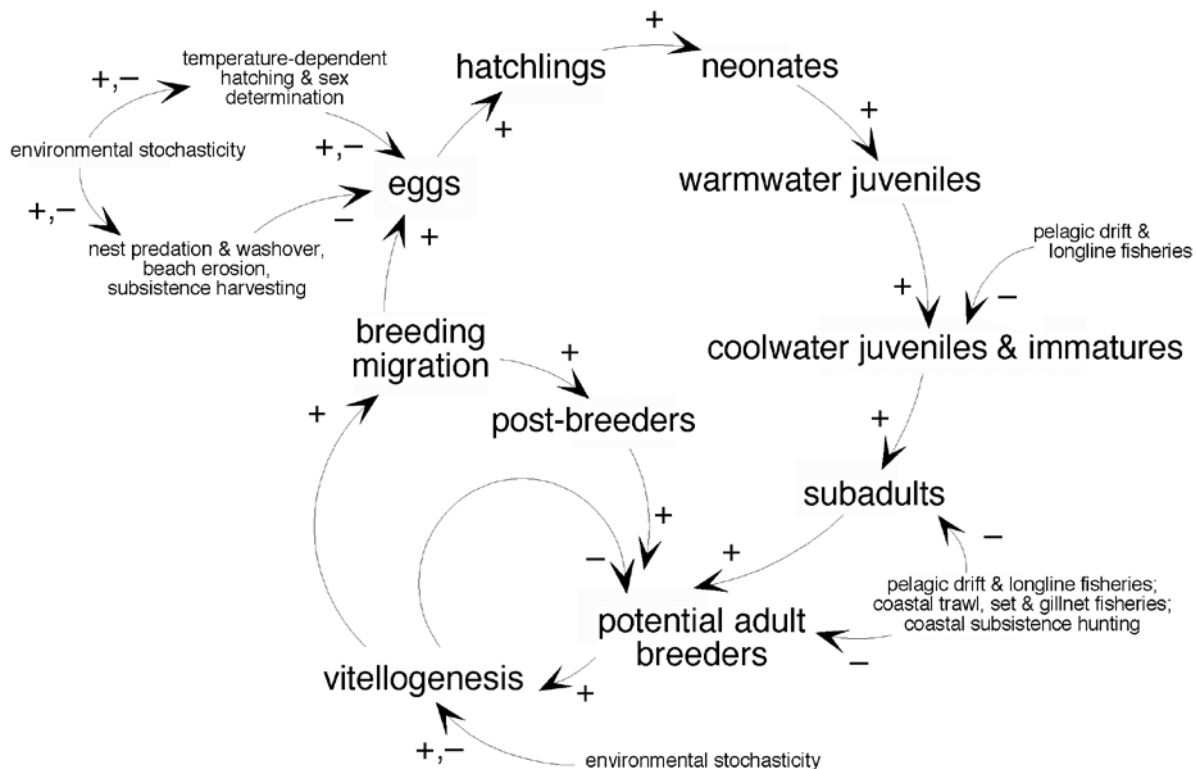 +
hatchlings
neonates
temperature-dependent
hatching & sex
determination
+,−
+
+
environmental stochasticity
+,−
eggs
warmwater juveniles
+,−
−
+
nest predation & washover,
beach erosion,
subsistence harvesting
pelagic drift &
longline fisheries
+
−
breeding
migration
+
coolwater juveniles & immatures
+
post-breeders
+
subadults
+
−
+
−
pelagic drift & longline fisheries;
coastal trawl, set & gillnet fisheries;
coastal subsistence hunting
potential adult
breeders
−
vitellogenesis
+
+,−
environmental stochasticity